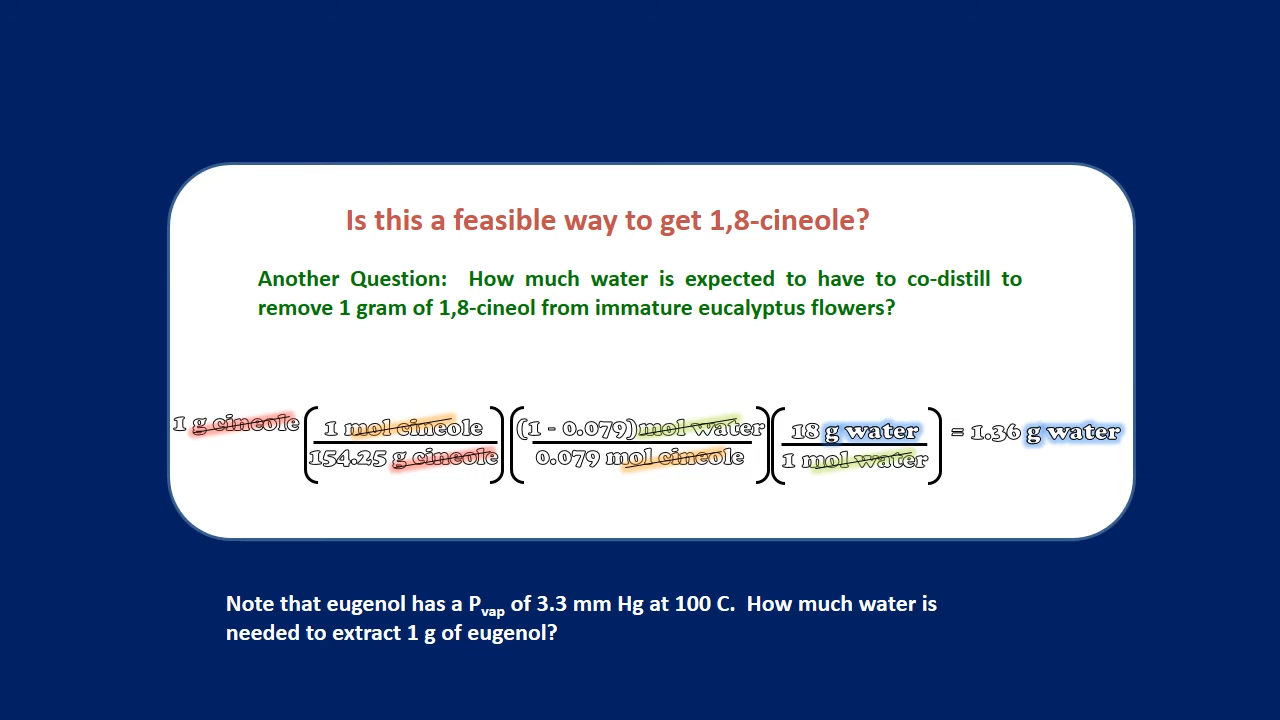 Is this a feasible way to get 1,8-cineole?
Another Question: How much water is expected to have to co-distill to
remove 1 gram of 1,8-cineol from immature eucalyptus flowers?
1 g cineole (1 mol cineole / 154.25 g cineole) ((1 - 0.079) mol water / 0.079 mol cineole) (18 g water / 1 mol water) = 1.36 g water
Note that eugenol has a Pvap of 3.3 mm Hg at 100 C. How much water is
needed to extract 1 g of eugenol?